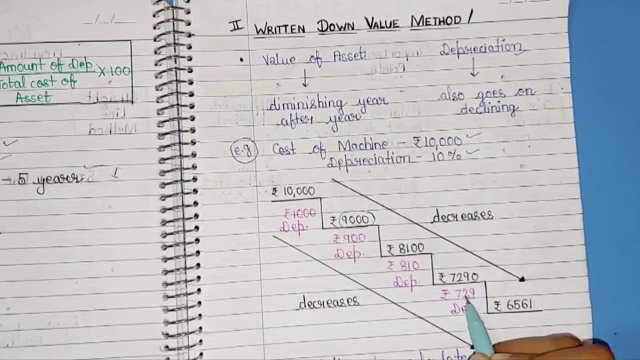 Amount of Dep
Total cost of
Asset
X 100
5 years
II WRITTEN DOWN VALUE METHOD /
• Value of Asset
Depreciation
diminishing year
after year
also goes on
declining
e.g Cost of Machine - ₹10,000
Depreciation - 10%
₹ 10,000
₹1000
Dep.
₹(9000)
₹900
Dep.
₹ 8100
₹ 810
Dep
₹ 7290
₹ 729
₹ 6561
decreases
decreases